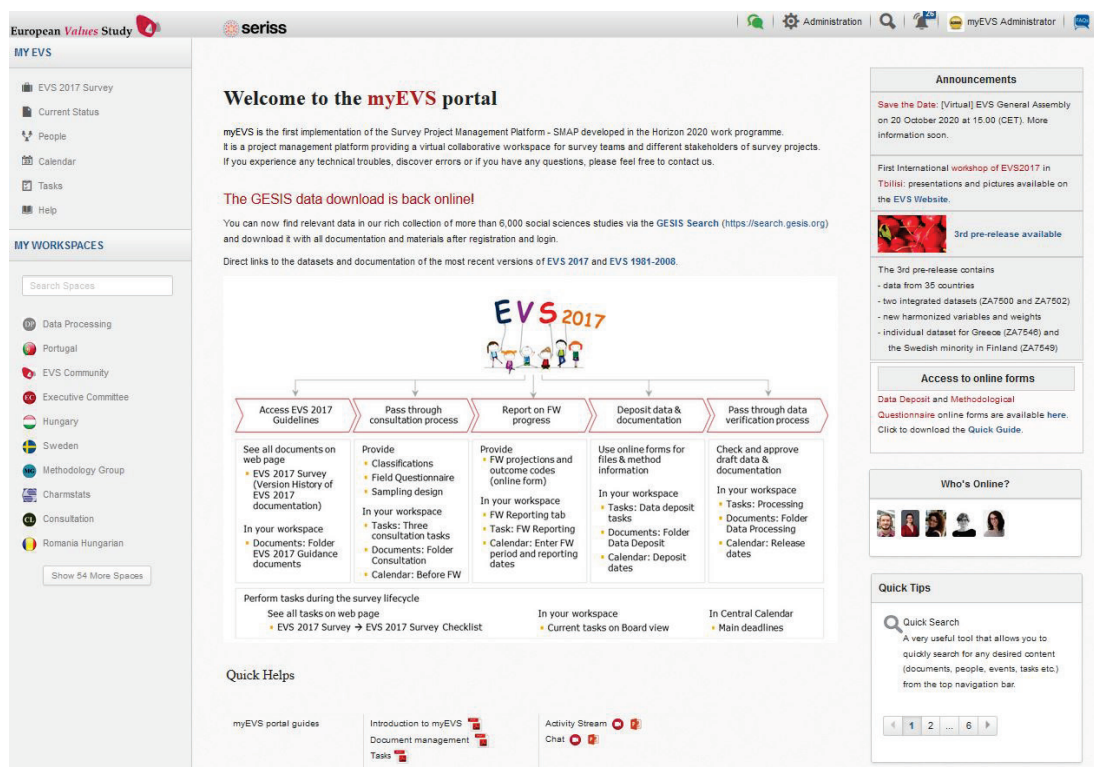 European Values Study
seriss
Administration
26
myEVS Administrator
FAQs
MY EVS
EVS 2017 Survey
Current Status
People
Calendar
Tasks
Help
MY WORKSPACES
Search Spaces
DP Data Processing
Portugal
EVS Community
EC Executive Committee
Hungary
Sweden
MG Methodology Group
Charmstats
CL Consultation
Romania Hungarian
Show 54 More Spaces
Welcome to the myEVS portal
myEVS is the first implementation of the Survey Project Management Platform - SMAP developed in the Horizon 2020 work programme.
It is a project management platform providing a virtual collaborative workspace for survey teams and different stakeholders of survey projects.
If you experience any technical troubles, discover errors or if you have any questions, please feel free to contact us.
The GESIS data download is back online!
You can now find relevant data in our rich collection of more than 6,000 social sciences studies via the GESIS Search (https://search.gesis.org)
and download it with all documentation and materials after registration and login.
Direct links to the datasets and documentation of the most recent versions of EVS 2017 and EVS 1981-2008.
EVS 2017
Access EVS 2017
Guidelines
Pass through
consultation process
Report on FW
progress
Deposit data &
documentation
Pass through data
verification process
See all documents on
web page
• EVS 2017 Survey
(Version History of
EVS 2017
documentation)
In your workspace
• Documents: Folder
EVS 2017 Guidance
documents
Provide
• Classifications
• Field Questionnaire
• Sampling design
In your workspace
• Tasks: Three
consultation tasks
• Documents: Folder
Consultation
• Calendar: Before FW
Provide
• FW projections and
outcome codes
(online form)
In your workspace
• FW Reporting tab
• Task: FW Reporting
• Calendar: Enter FW
period and reporting
dates
Use online forms for
files & method
information
In your workspace
• Tasks: Data deposit
tasks
• Documents: Folder
Data Deposit
• Calendar: Deposit
dates
Check and approve
draft data &
documentation
In your workspace
• Tasks: Processing
• Documents: Folder
Data Processing
• Calendar: Release
dates
Perform tasks during the survey lifecycle
See all tasks on web page
• EVS 2017 Survey → EVS 2017 Survey Checklist
In your workspace
• Current tasks on Board view
In Central Calendar
• Main deadlines
Quick Helps
myEVS portal guides
Introduction to myEVS
Document management
Tasks
Activity Stream
Chat
Announcements
Save the Date: [Virtual] EVS General Assembly
on 20 October 2020 at 15.00 (CET). More
information soon.
First International workshop of EVS2017 in
Tbilisi: presentations and pictures available on
the EVS Website.
3rd pre-release available
The 3rd pre-release contains
- data from 35 countries
- two integrated datasets (ZA7500 and ZA7502)
- new harmonized variables and weights
- individual dataset for Greece (ZA7546) and
the Swedish minority in Finland (ZA7549)
Access to online forms
Data Deposit and Methodological
Questionnaire online forms are available here.
Click to download the Quick Guide.
Who's Online?
Quick Tips
Quick Search
A very useful tool that allows you to
quickly search for any desired content
(documents, people, events, tasks etc.)
from the top navigation bar.
1 2 ... 6